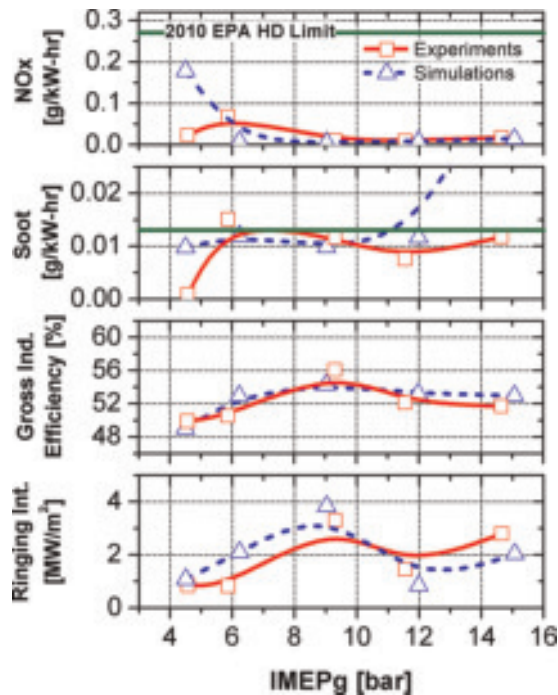 2010 EPA HD Limit
Experiments
Simulations
NOx
[g/kW-hr]
0.3
0.2
0.1
0.0
Soot
[g/kW-hr]
0.02
0.01
0.00
Gross Ind.
Efficiency [%]
60
56
52
48
Ringing Int.
[MW/m²]
4
2
0
4 6 8 10 12 14 16
IMEPg [bar]